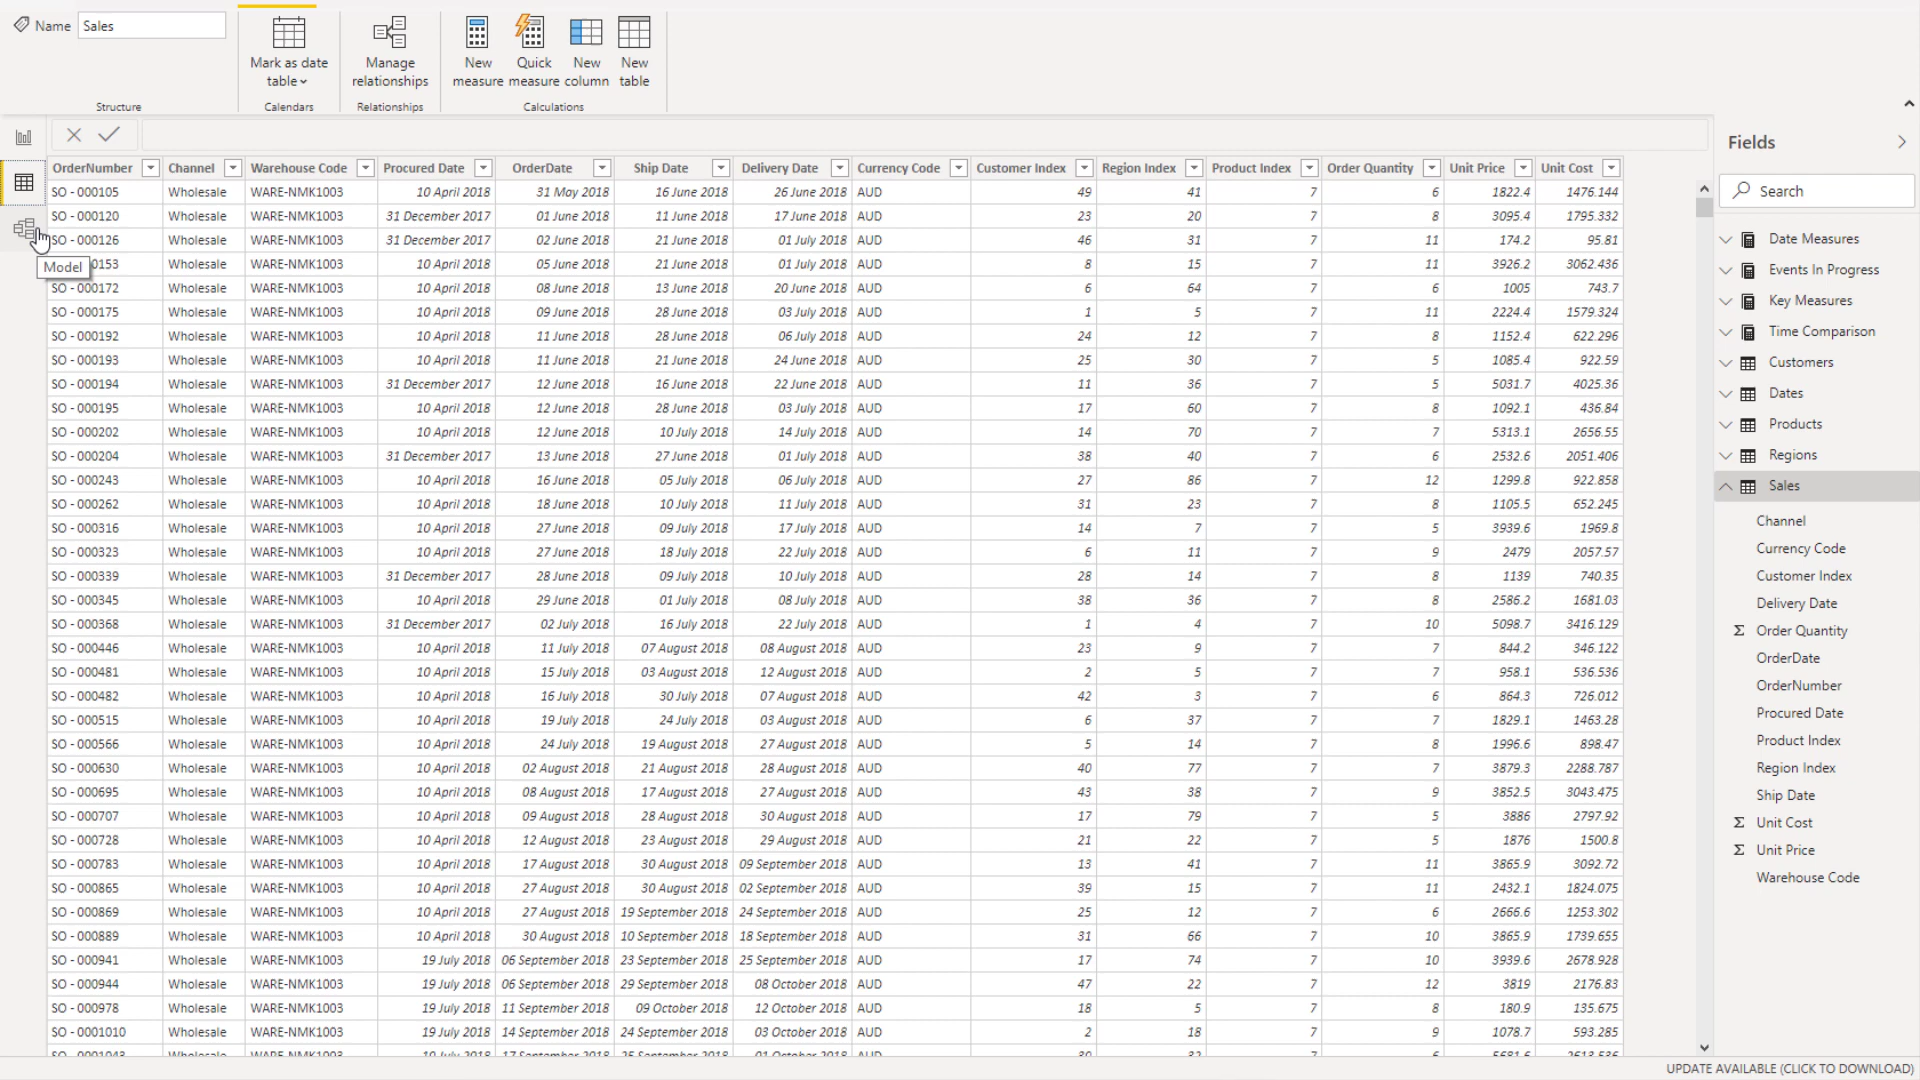 Name Sales
Mark as date table
Manage relationships
New measure
Quick measure
New column
New table
Structure Calendars Relationships Calculations
OrderNumber Channel Warehouse Code Procured Date OrderDate Ship Date Delivery Date Currency Code Customer Index Region Index Product Index Order Quantity Unit Price Unit Cost
SO - 000105 Wholesale WARE-NMK1003 10 April 2018 31 May 2018 16 June 2018 26 June 2018 AUD 49 41 7 6 1822.4 1476.144
SO - 000120 Wholesale WARE-NMK1003 31 December 2017 01 June 2018 11 June 2018 17 June 2018 AUD 23 20 7 8 3095.4 1795.332
SO - 000126 Wholesale WARE-NMK1003 31 December 2017 02 June 2018 21 June 2018 01 July 2018 AUD 46 31 7 11 174.2 95.81
Model
0153 Wholesale WARE-NMK1003 10 April 2018 05 June 2018 21 June 2018 01 July 2018 AUD 8 15 7 11 3926.2 3062.436
SO - 000172 Wholesale WARE-NMK1003 10 April 2018 08 June 2018 13 June 2018 20 June 2018 AUD 6 64 7 6 1005 743.7
SO - 000175 Wholesale WARE-NMK1003 10 April 2018 09 June 2018 28 June 2018 03 July 2018 AUD 1 5 7 11 2224.4 1579.324
SO - 000192 Wholesale WARE-NMK1003 10 April 2018 11 June 2018 28 June 2018 06 July 2018 AUD 24 12 7 8 1152.4 622.296
SO - 000193 Wholesale WARE-NMK1003 10 April 2018 11 June 2018 21 June 2018 24 June 2018 AUD 25 30 7 5 1085.4 922.59
SO - 000194 Wholesale WARE-NMK1003 31 December 2017 12 June 2018 16 June 2018 22 June 2018 AUD 11 36 7 5 5031.7 4025.36
SO - 000195 Wholesale WARE-NMK1003 10 April 2018 12 June 2018 28 June 2018 03 July 2018 AUD 17 60 7 8 1092.1 436.84
SO - 000202 Wholesale WARE-NMK1003 10 April 2018 12 June 2018 10 July 2018 14 July 2018 AUD 14 70 7 7 5313.1 2656.55
SO - 000204 Wholesale WARE-NMK1003 31 December 2017 13 June 2018 27 June 2018 01 July 2018 AUD 38 40 7 6 2532.6 2051.406
SO - 000243 Wholesale WARE-NMK1003 10 April 2018 16 June 2018 05 July 2018 06 July 2018 AUD 27 86 7 12 1299.8 922.858
SO - 000262 Wholesale WARE-NMK1003 10 April 2018 18 June 2018 10 July 2018 11 July 2018 AUD 31 23 7 8 1105.5 652.245
SO - 000316 Wholesale WARE-NMK1003 10 April 2018 27 June 2018 09 July 2018 17 July 2018 AUD 14 7 7 5 3939.6 1969.8
SO - 000323 Wholesale WARE-NMK1003 10 April 2018 27 June 2018 18 July 2018 22 July 2018 AUD 6 11 7 9 2479 2057.57
SO - 000339 Wholesale WARE-NMK1003 31 December 2017 28 June 2018 09 July 2018 10 July 2018 AUD 28 14 7 8 1139 740.35
SO - 000345 Wholesale WARE-NMK1003 10 April 2018 29 June 2018 01 July 2018 08 July 2018 AUD 38 36 7 8 2586.2 1681.03
SO - 000368 Wholesale WARE-NMK1003 31 December 2017 02 July 2018 16 July 2018 22 July 2018 AUD 1 4 7 10 5098.7 3416.129
SO - 000446 Wholesale WARE-NMK1003 10 April 2018 11 July 2018 07 August 2018 08 August 2018 AUD 23 9 7 7 844.2 346.122
SO - 000481 Wholesale WARE-NMK1003 10 April 2018 15 July 2018 03 August 2018 12 August 2018 AUD 2 5 7 7 958.1 536.536
SO - 000482 Wholesale WARE-NMK1003 10 April 2018 16 July 2018 30 July 2018 07 August 2018 AUD 42 3 7 6 864.3 726.012
SO - 000515 Wholesale WARE-NMK1003 10 April 2018 19 July 2018 24 July 2018 03 August 2018 AUD 6 37 7 7 1829.1 1463.28
SO - 000566 Wholesale WARE-NMK1003 10 April 2018 24 July 2018 19 August 2018 27 August 2018 AUD 5 14 7 8 1996.6 898.47
SO - 000630 Wholesale WARE-NMK1003 10 April 2018 02 August 2018 21 August 2018 28 August 2018 AUD 40 77 7 7 3879.3 2288.787
SO - 000695 Wholesale WARE-NMK1003 10 April 2018 08 August 2018 17 August 2018 27 August 2018 AUD 43 38 7 9 3852.5 3043.475
SO - 000707 Wholesale WARE-NMK1003 10 April 2018 09 August 2018 28 August 2018 30 August 2018 AUD 17 79 7 5 3886 2797.92
SO - 000728 Wholesale WARE-NMK1003 10 April 2018 12 August 2018 23 August 2018 29 August 2018 AUD 21 22 7 5 1876 1500.8
SO - 000783 Wholesale WARE-NMK1003 10 April 2018 17 August 2018 30 August 2018 09 September 2018 AUD 13 41 7 11 3865.9 3092.72
SO - 000865 Wholesale WARE-NMK1003 10 April 2018 27 August 2018 30 August 2018 02 September 2018 AUD 39 15 7 11 2432.1 1824.075
SO - 000869 Wholesale WARE-NMK1003 10 April 2018 27 August 2018 19 September 2018 24 September 2018 AUD 25 12 7 6 2666.6 1253.302
SO - 000889 Wholesale WARE-NMK1003 10 April 2018 30 August 2018 10 September 2018 18 September 2018 AUD 31 66 7 10 3865.9 1739.655
SO - 000941 Wholesale WARE-NMK1003 19 July 2018 06 September 2018 23 September 2018 25 September 2018 AUD 17 74 7 10 3939.6 2678.928
SO - 000944 Wholesale WARE-NMK1003 19 July 2018 06 September 2018 29 September 2018 08 October 2018 AUD 47 22 7 12 3819 2176.83
SO - 000978 Wholesale WARE-NMK1003 19 July 2018 11 September 2018 09 October 2018 12 October 2018 AUD 18 5 7 8 180.9 135.675
SO - 0001010 Wholesale WARE-NMK1003 19 July 2018 14 September 2018 24 September 2018 03 October 2018 AUD 2 18 7 9 1078.7 593.285
Fields
Search
Date Measures
Events In Progress
Key Measures
Time Comparison
Customers
Dates
Products
Regions
Sales
Channel
Currency Code
Customer Index
Delivery Date
Σ Order Quantity
OrderDate
OrderNumber
Procured Date
Product Index
Region Index
Ship Date
Σ Unit Cost
Σ Unit Price
Warehouse Code
UPDATE AVAILABLE (CLICK TO DOWNLOAD)